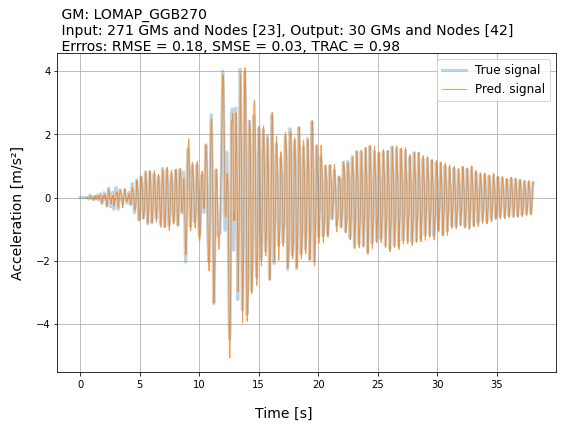 GM: LOMAP_GGB270
Input: 271 GMs and Nodes [23], Output: 30 GMs and Nodes [42]
Errros: RMSE = 0.18, SMSE = 0.03, TRAC = 0.98
True signal
Pred. signal
Acceleration [m/s²]
4
2
0
−2
−4
0 5 10 15 20 25 30 35
Time [s]